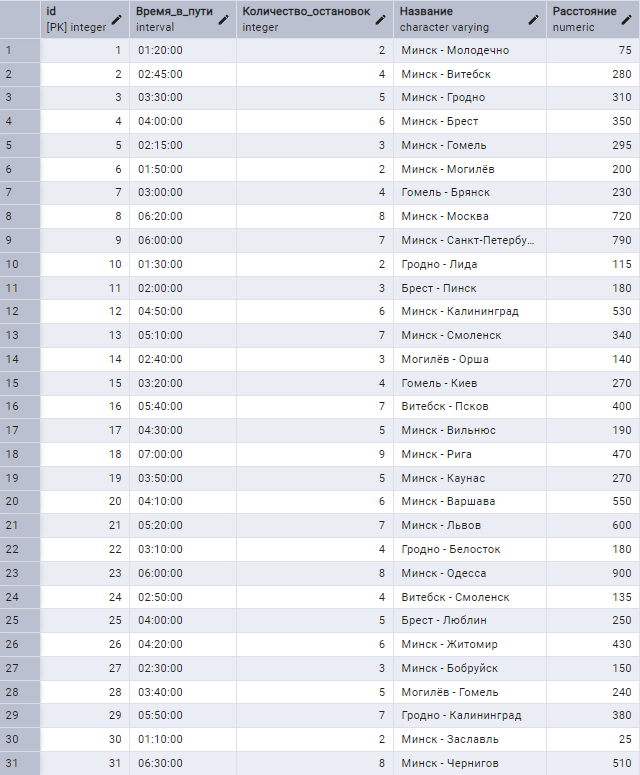 id Время_в_пути Количество_остановок Название Расстояние
[PK] integer interval integer character varying numeric
1 1 01:20:00 2 Минск - Молодечно 75
2 2 02:45:00 4 Минск - Витебск 280
3 3 03:30:00 5 Минск - Гродно 310
4 4 04:00:00 6 Минск - Брест 350
5 5 02:15:00 3 Минск - Гомель 295
6 6 01:50:00 2 Минск - Могилёв 200
7 7 03:00:00 4 Гомель - Брянск 230
8 8 06:20:00 8 Минск - Москва 720
9 9 06:00:00 7 Минск - Санкт-Петербу... 790
10 10 01:30:00 2 Гродно - Лида 115
11 11 02:00:00 3 Брест - Пинск 180
12 12 04:50:00 6 Минск - Калининград 530
13 13 05:10:00 7 Минск - Смоленск 340
14 14 02:40:00 3 Могилёв - Орша 140
15 15 03:20:00 4 Гомель - Киев 270
16 16 05:40:00 7 Витебск - Псков 400
17 17 04:30:00 5 Минск - Вильнюс 190
18 18 07:00:00 9 Минск - Рига 470
19 19 03:50:00 5 Минск - Каунас 270
20 20 04:10:00 6 Минск - Варшава 550
21 21 05:20:00 7 Минск - Львов 600
22 22 03:10:00 4 Гродно - Белосток 180
23 23 06:00:00 8 Минск - Одесса 900
24 24 02:50:00 4 Витебск - Смоленск 135
25 25 04:00:00 5 Брест - Люблин 250
26 26 04:20:00 6 Минск - Житомир 430
27 27 02:30:00 3 Минск - Бобруйск 150
28 28 03:40:00 5 Могилёв - Гомель 240
29 29 05:50:00 7 Гродно - Калининград 380
30 30 01:10:00 2 Минск - Заславль 25
31 31 06:30:00 8 Минск - Чернигов 510